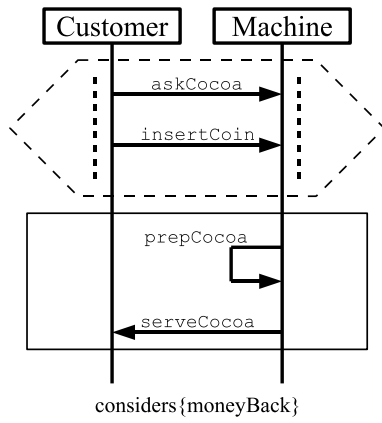 Customer Machine
askCocoa
insertCoin
prepCocoa
serveCocoa
considers{moneyBack}